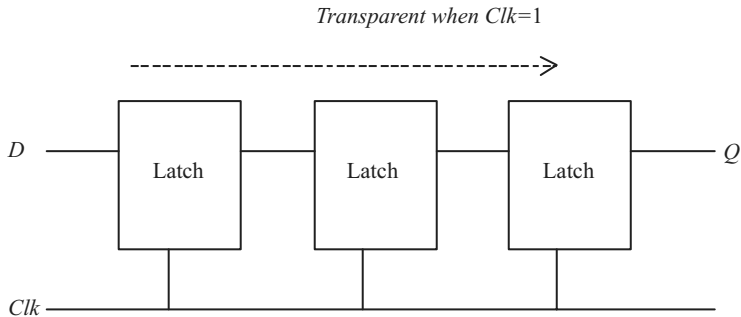 Transparent when Clk=1
D Latch Latch Latch Q
Clk